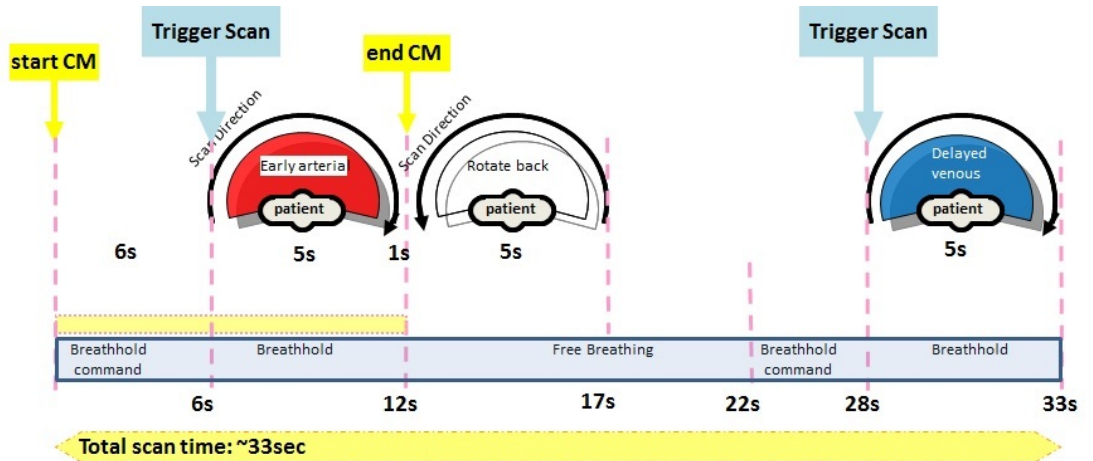 Trigger Scan
Trigger Scan
start CM
end CM
Scan Direction
Scan Direction
Early arterial
Rotate back
Delayed
venous
patient
patient
patient
6s
5s
1s
5s
5s
Breathhold
command
Breathhold
Free Breathing
Breathhold
command
Breathhold
6s
12s
17s
22s
28s
33s
Total scan time: ~33sec